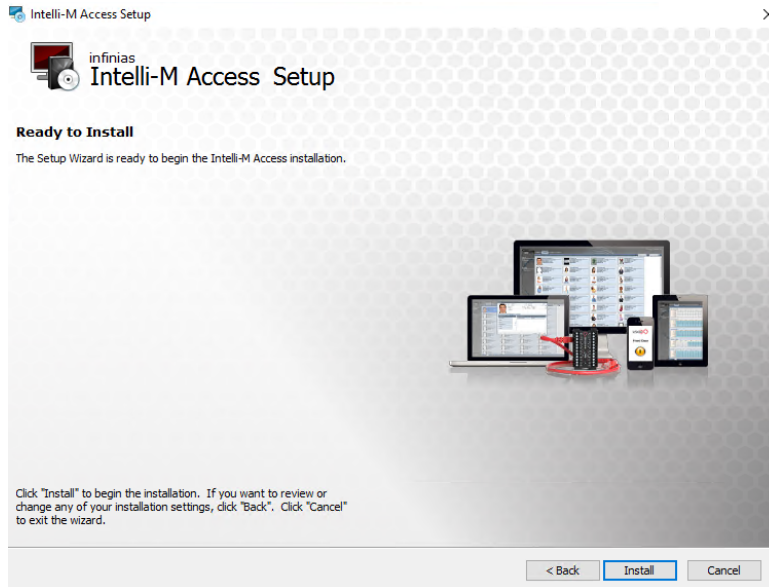 Intelli-M Access Setup
infinias
Intelli-M Access Setup
Ready to Install
The Setup Wizard is ready to begin the Intelli-M Access installation.
Click "Install" to begin the installation. If you want to review or
change any of your installation settings, click "Back". Click "Cancel"
to exit the wizard.
< Back
Install
Cancel